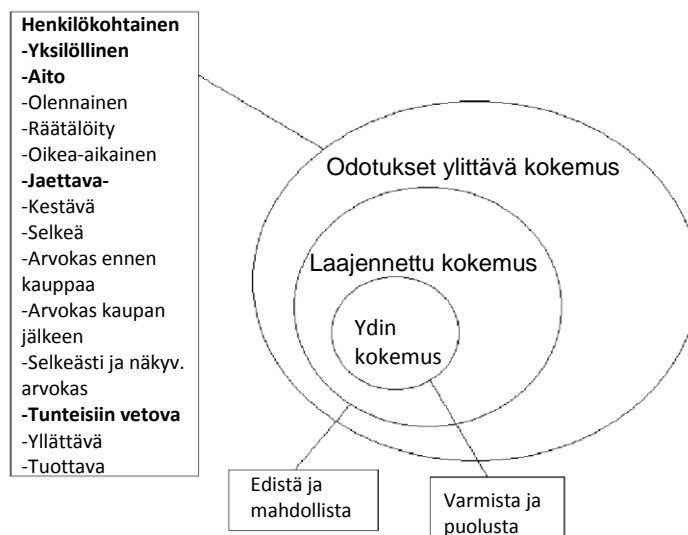 Henkilökohtainen
-Yksilöllinen
-Aito
-Olennainen
-Räätälöity
-Oikea-aikainen
-Jaettava-
-Kestävä
-Selkeä
-Arvokas ennen
kauppaa
-Arvokas kaupan
jälkeen
-Selkeästi ja näkyv.
arvokas
-Tunteisiin vetova
-Yllättävä
-Tuottava
Odotukset ylittävä kokemus
Laajennettu kokemus
Ydin
kokemus
Edistä ja
mahdollista
Varmista ja
puolusta